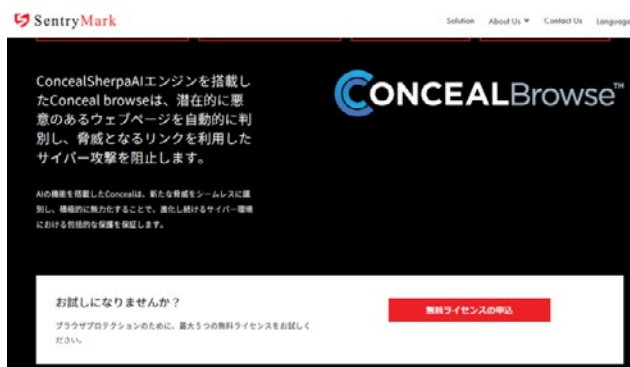 SentryMark
Solution About Us Contact Us Language
ConcealSherpaAIエンジンを搭載し
たConceal browseは、潜在的に悪
意のあるウェブページを自動的に判
別し、脅威となるリンクを利用した
サイバー攻撃を阻止します。
CONCEALBrowse™
AIの機能を搭載したConcealは、新たな脅威をシームレスに識
別し、積極的に無力化することで、進化し続けるサイバー環境
における包括的な保護を保証します。
お試しになりませんか？
無料ライセンスの申込
ブラウザプロテクションのために、最大５つの無料ライセンスをお試しく
ださい。